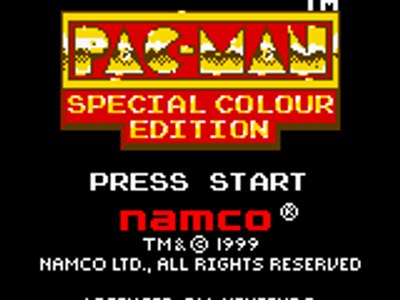 TM
PAC-MAN
SPECIAL COLOUR
EDITION
PRESS START
namco®
TM & © 1999
NAMCO LTD., ALL RIGHTS RESERVED